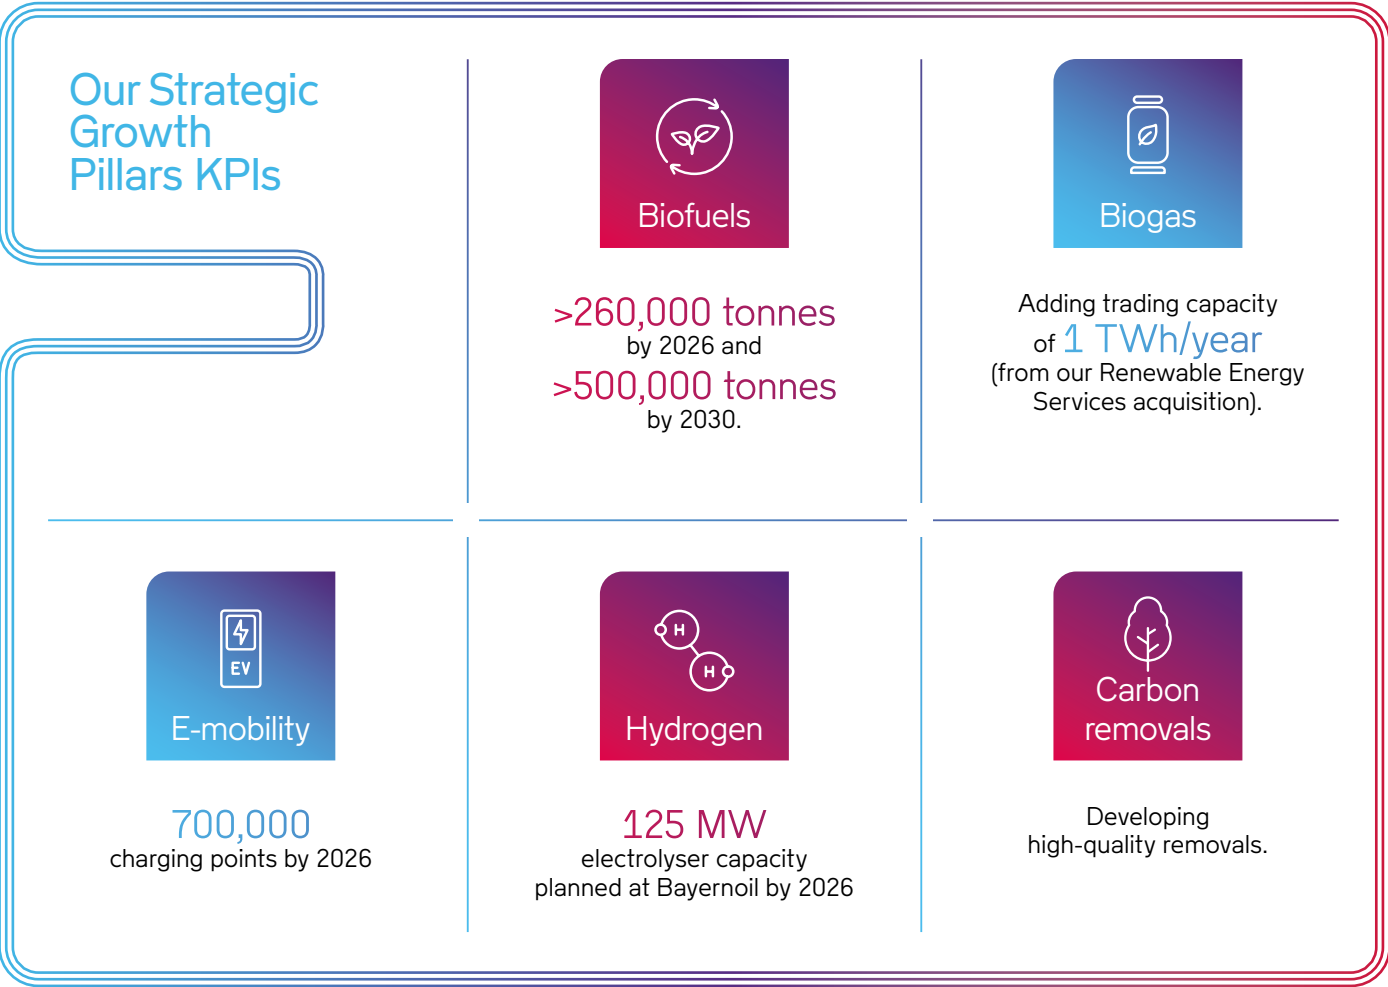 Our Strategic
Growth
Pillars KPIs
Biofuels
>260,000 tonnes
by 2026 and
>500,000 tonnes
by 2030.
Biogas
Adding trading capacity
of 1 TWh/year
(from our Renewable Energy
Services acquisition).
EV
E-mobility
700,000
charging points by 2026
H
H
Hydrogen
125 MW
electrolyser capacity
planned at Bayernoil by 2026
Carbon
removals
Developing
high-quality removals.